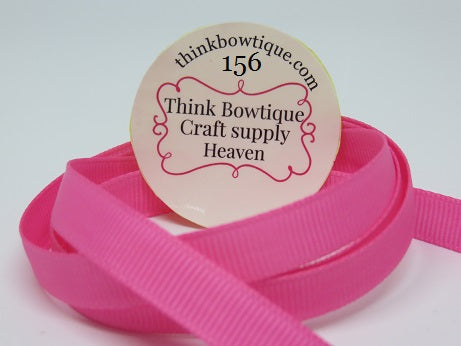 thinkbowtique.com
156
Think Bowtique
Craft supply
Heaven